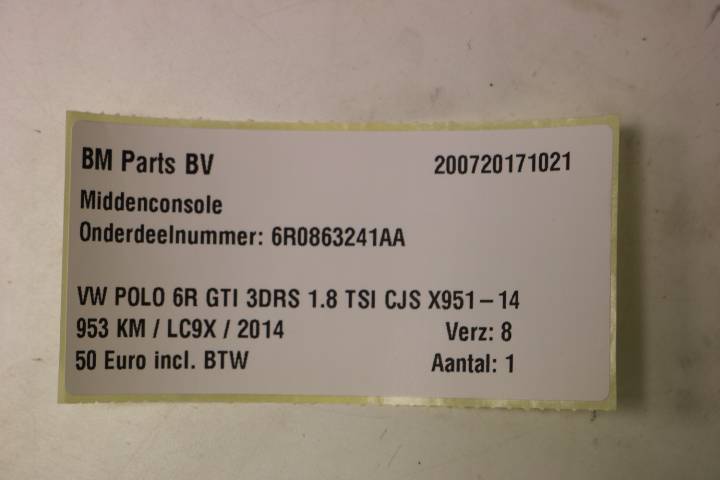 BM Parts BV 200720171021
Middenconsole
Onderdeelnummer: 6R0863241AA
VW POLO 6R GTI 3DRS 1.8 TSI CJS X951-14
953 KM / LC9X / 2014 Verz: 8
50 Euro incl. BTW Aantal: 1